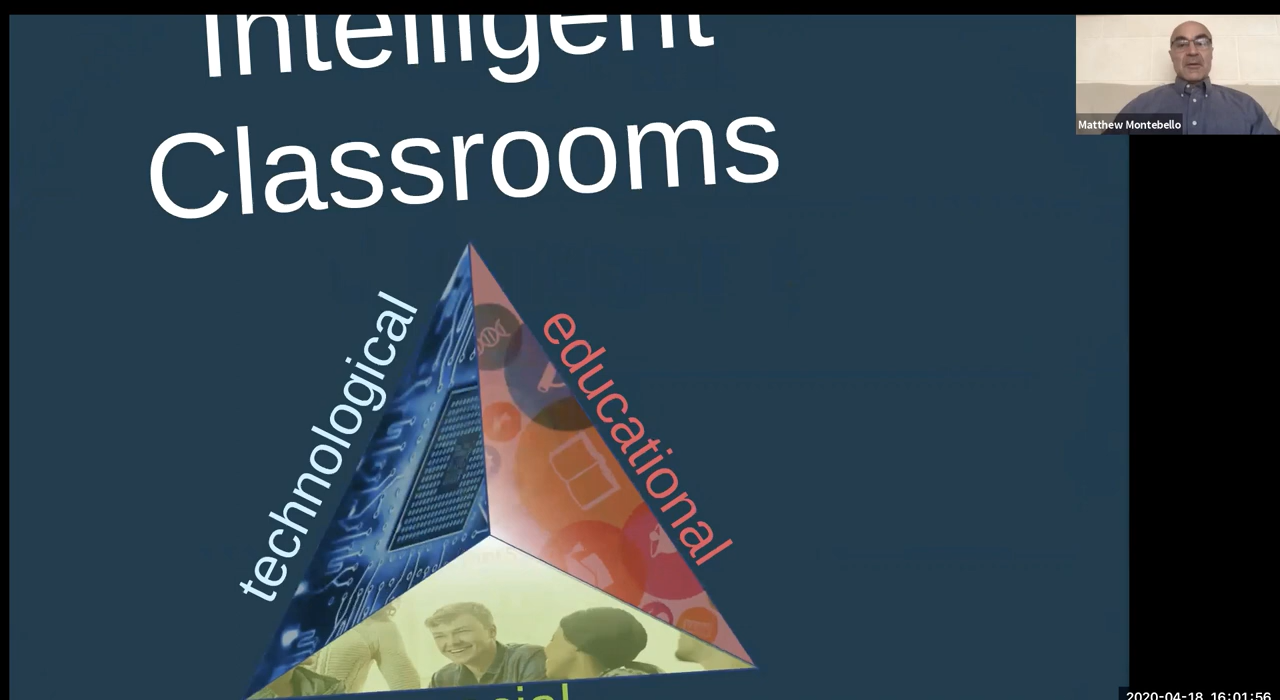 Intelligent
Classrooms
Matthew Montebello
technological
educational
2020-04-18 16:01:56